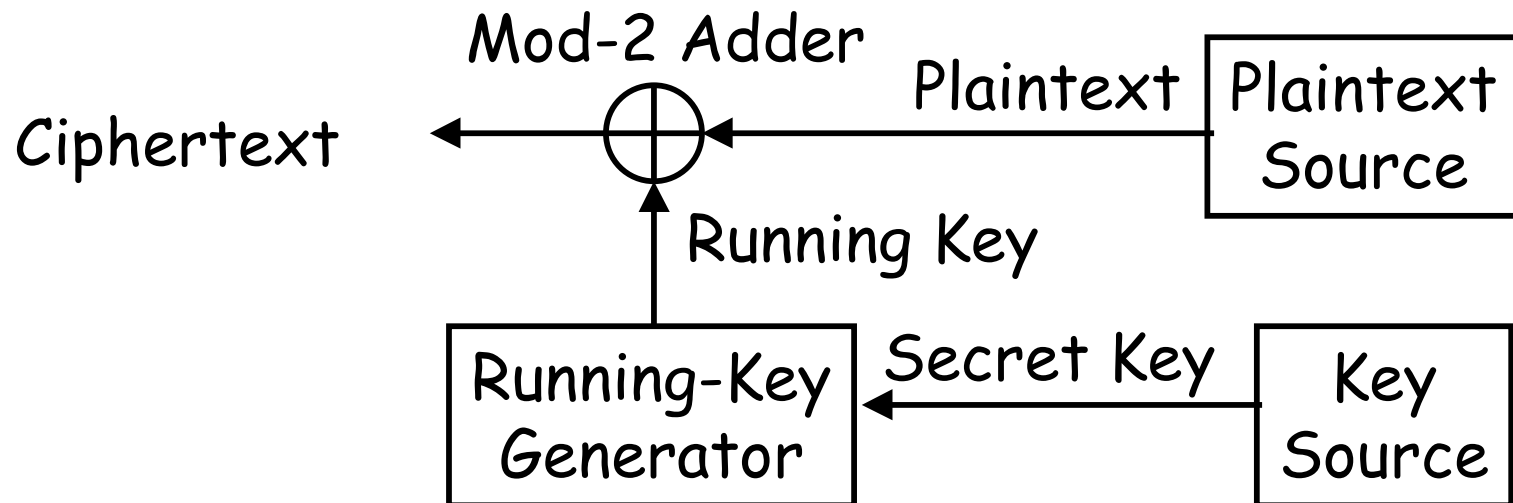 Mod-2 Adder
Plaintext
Plaintext
Source
Ciphertext
Running Key
Running-Key
Generator
Secret Key
Key
Source